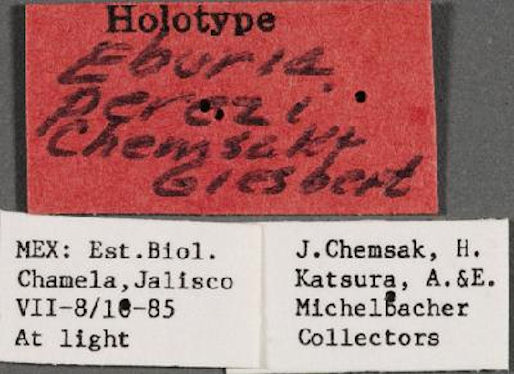 Holotype
Eburia
perezi
Chemsak &
Giesbert
MEX: Est.Biol.
Chamela,Jalisco
VII-8/10-85
At light
J.Chemsak, H.
Katsura, A.&E.
Michelbacher
Collectors